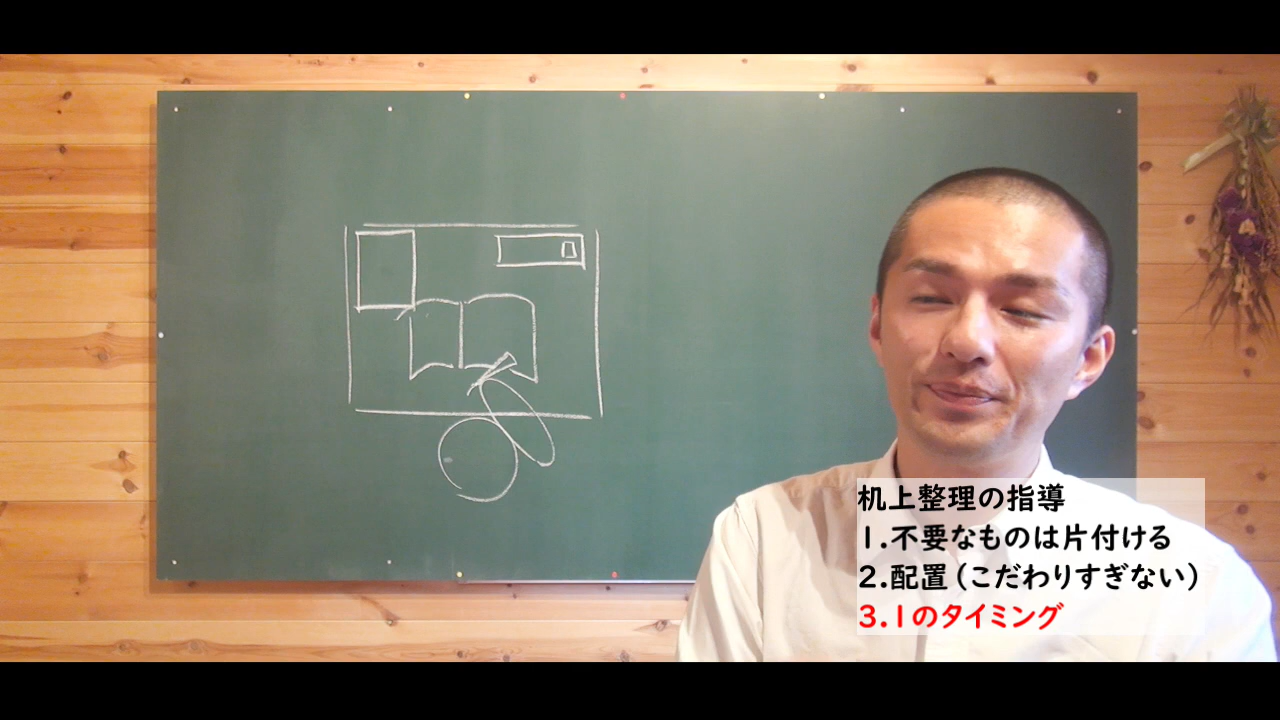 机上整理の指導
1.不要なものは片付ける
2.配置（こだわりすぎない）
3.1のタイミング